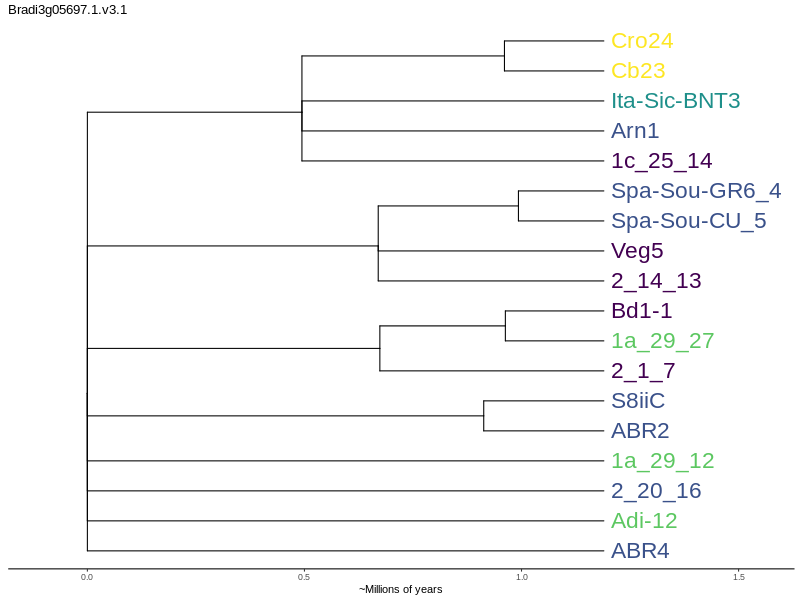 Bradi3g05697.1.v3.1
Cro24
Cb23
Ita-Sic-BNT3
Arn1
1c_25_14
Spa-Sou-GR6_4
Spa-Sou-CU_5
Veg5
2_14_13
Bd1-1
1a_29_27
2_1_7
S8iiC
ABR2
1a_29_12
2_20_16
Adi-12
ABR4
0.0 0.5 1.0 1.5
~Millions of years